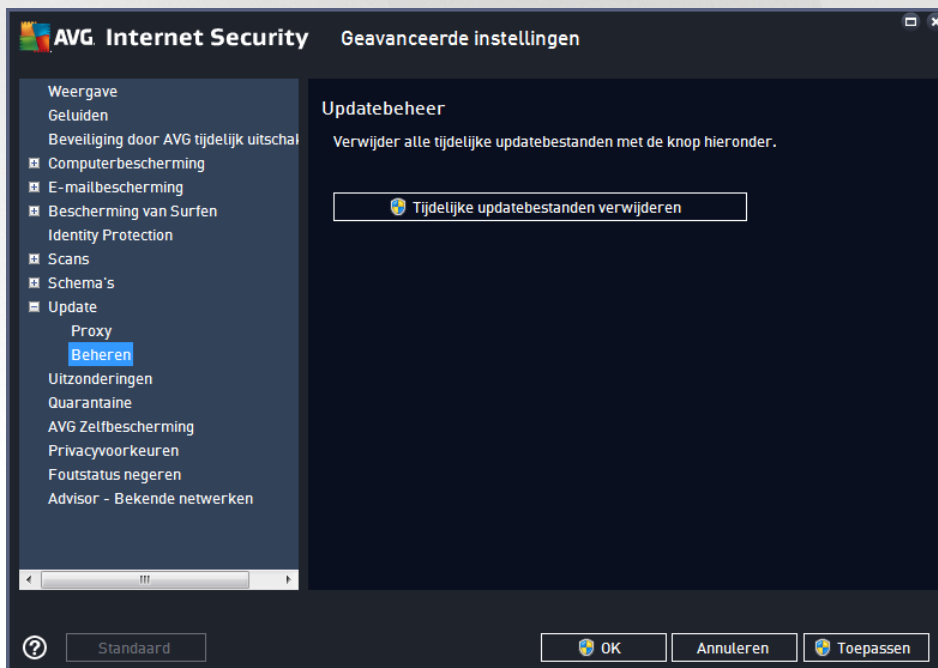 AVG. Internet Security Geavanceerde instellingen
Weergave
Geluiden
Beveiliging door AVG tijdelijk uitschak
Computerbescherming
E-mailbescherming
Bescherming van Surfen
Identity Protection
Scans
Schema's
Update
Proxy
Beheren
Uitzonderingen
Quarantaine
AVG Zelfbescherming
Privacyvoorkeuren
Foutstatus negeren
Advisor - Bekende netwerken
Updatebeheer
Verwijder alle tijdelijke updatebestanden met de knop hieronder.
Tijdelijke updatebestanden verwijderen
? Standaard OK Annuleren Toepassen